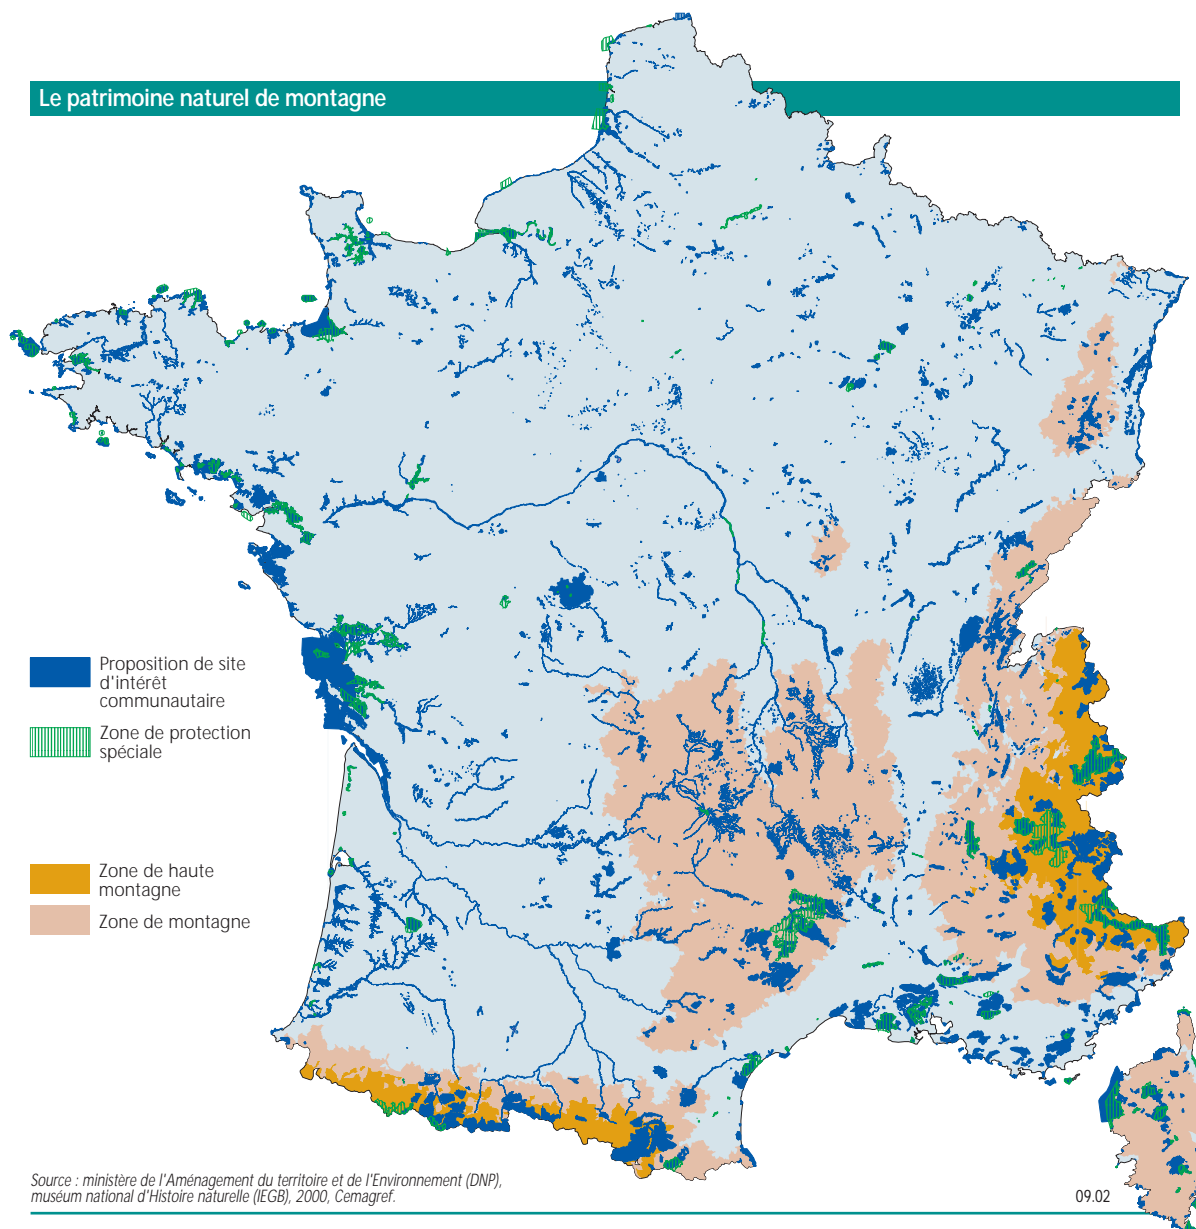 Le patrimoine naturel de montagne
Proposition de site
d'intérêt
communautaire
Zone de protection
spéciale
Zone de haute
montagne
Zone de montagne
Source : ministère de l'Aménagement du territoire et de l'Environnement (DNP),
muséum national d'Histoire naturelle (IEGB), 2000, Cemagref.
09.02